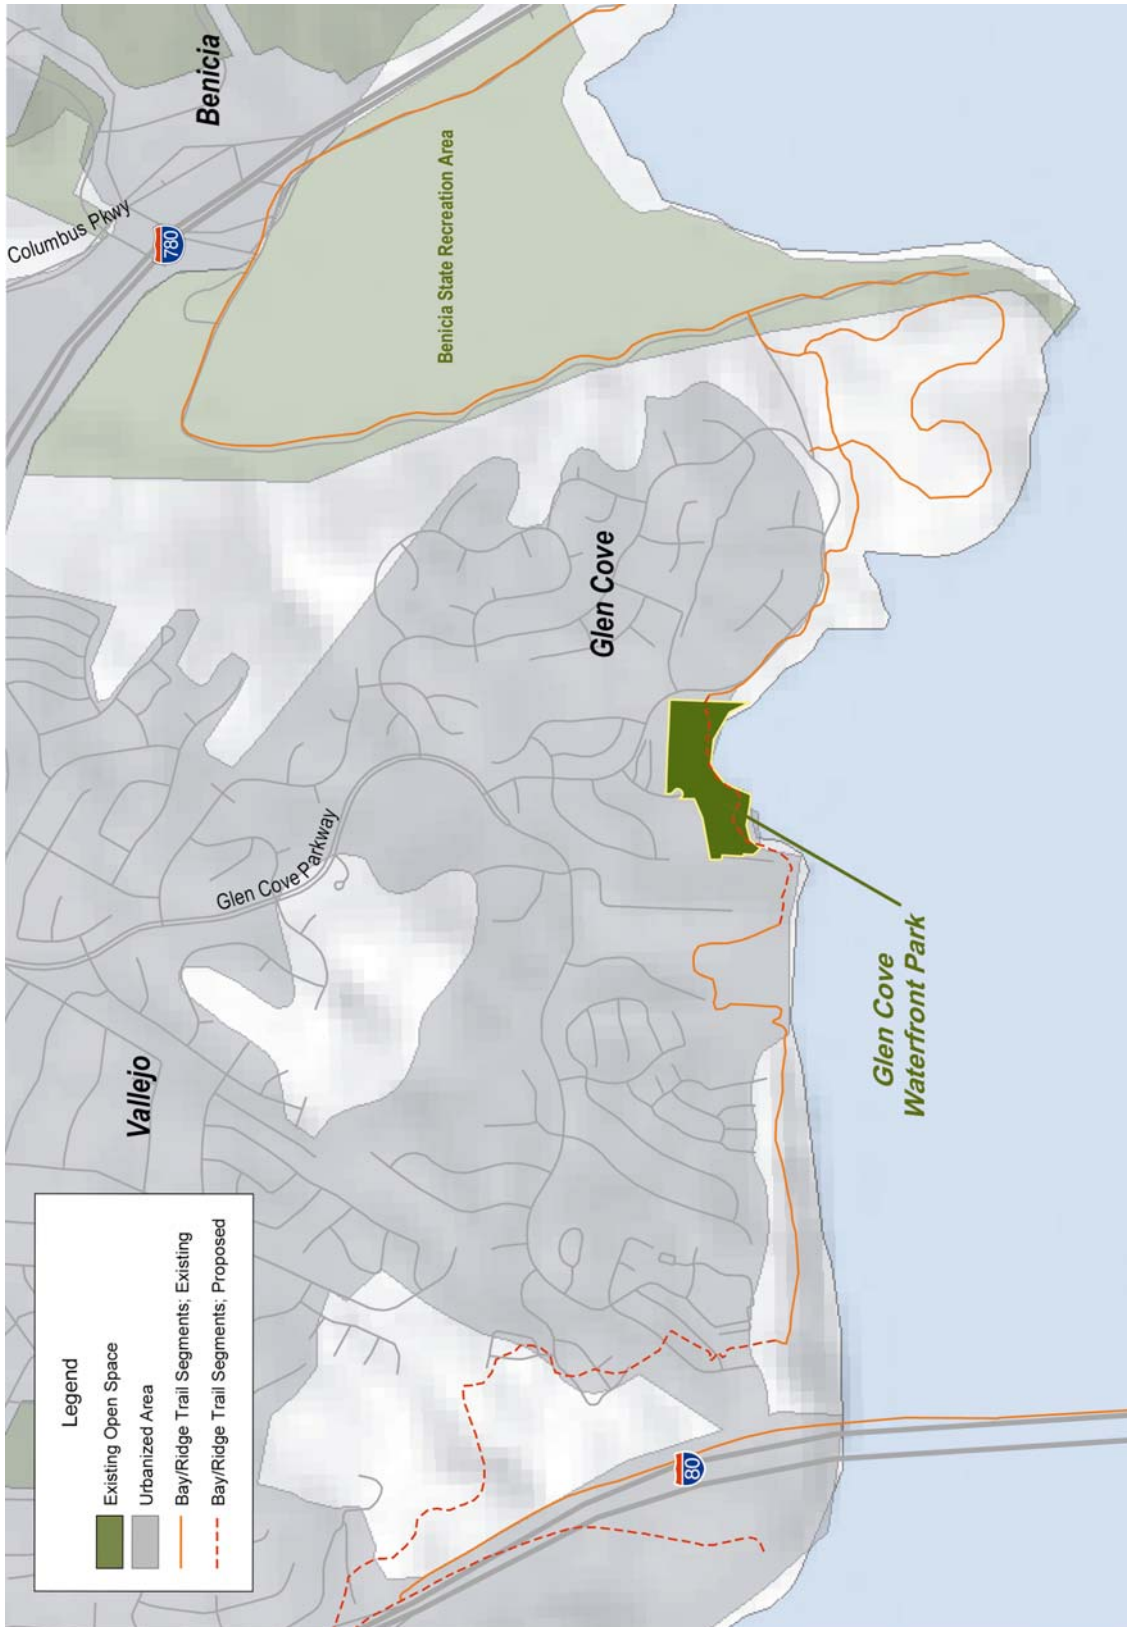 Legend
Existing Open Space
Urbanized Area
Bay/Ridge Trail Segments; Existing
Bay/Ridge Trail Segments; Proposed
Vallejo
Glen Cove Parkway
Columbus Pkwy
780
Benicia
Benicia State Recreation Area
Glen Cove
Glen Cove
Waterfront Park
80